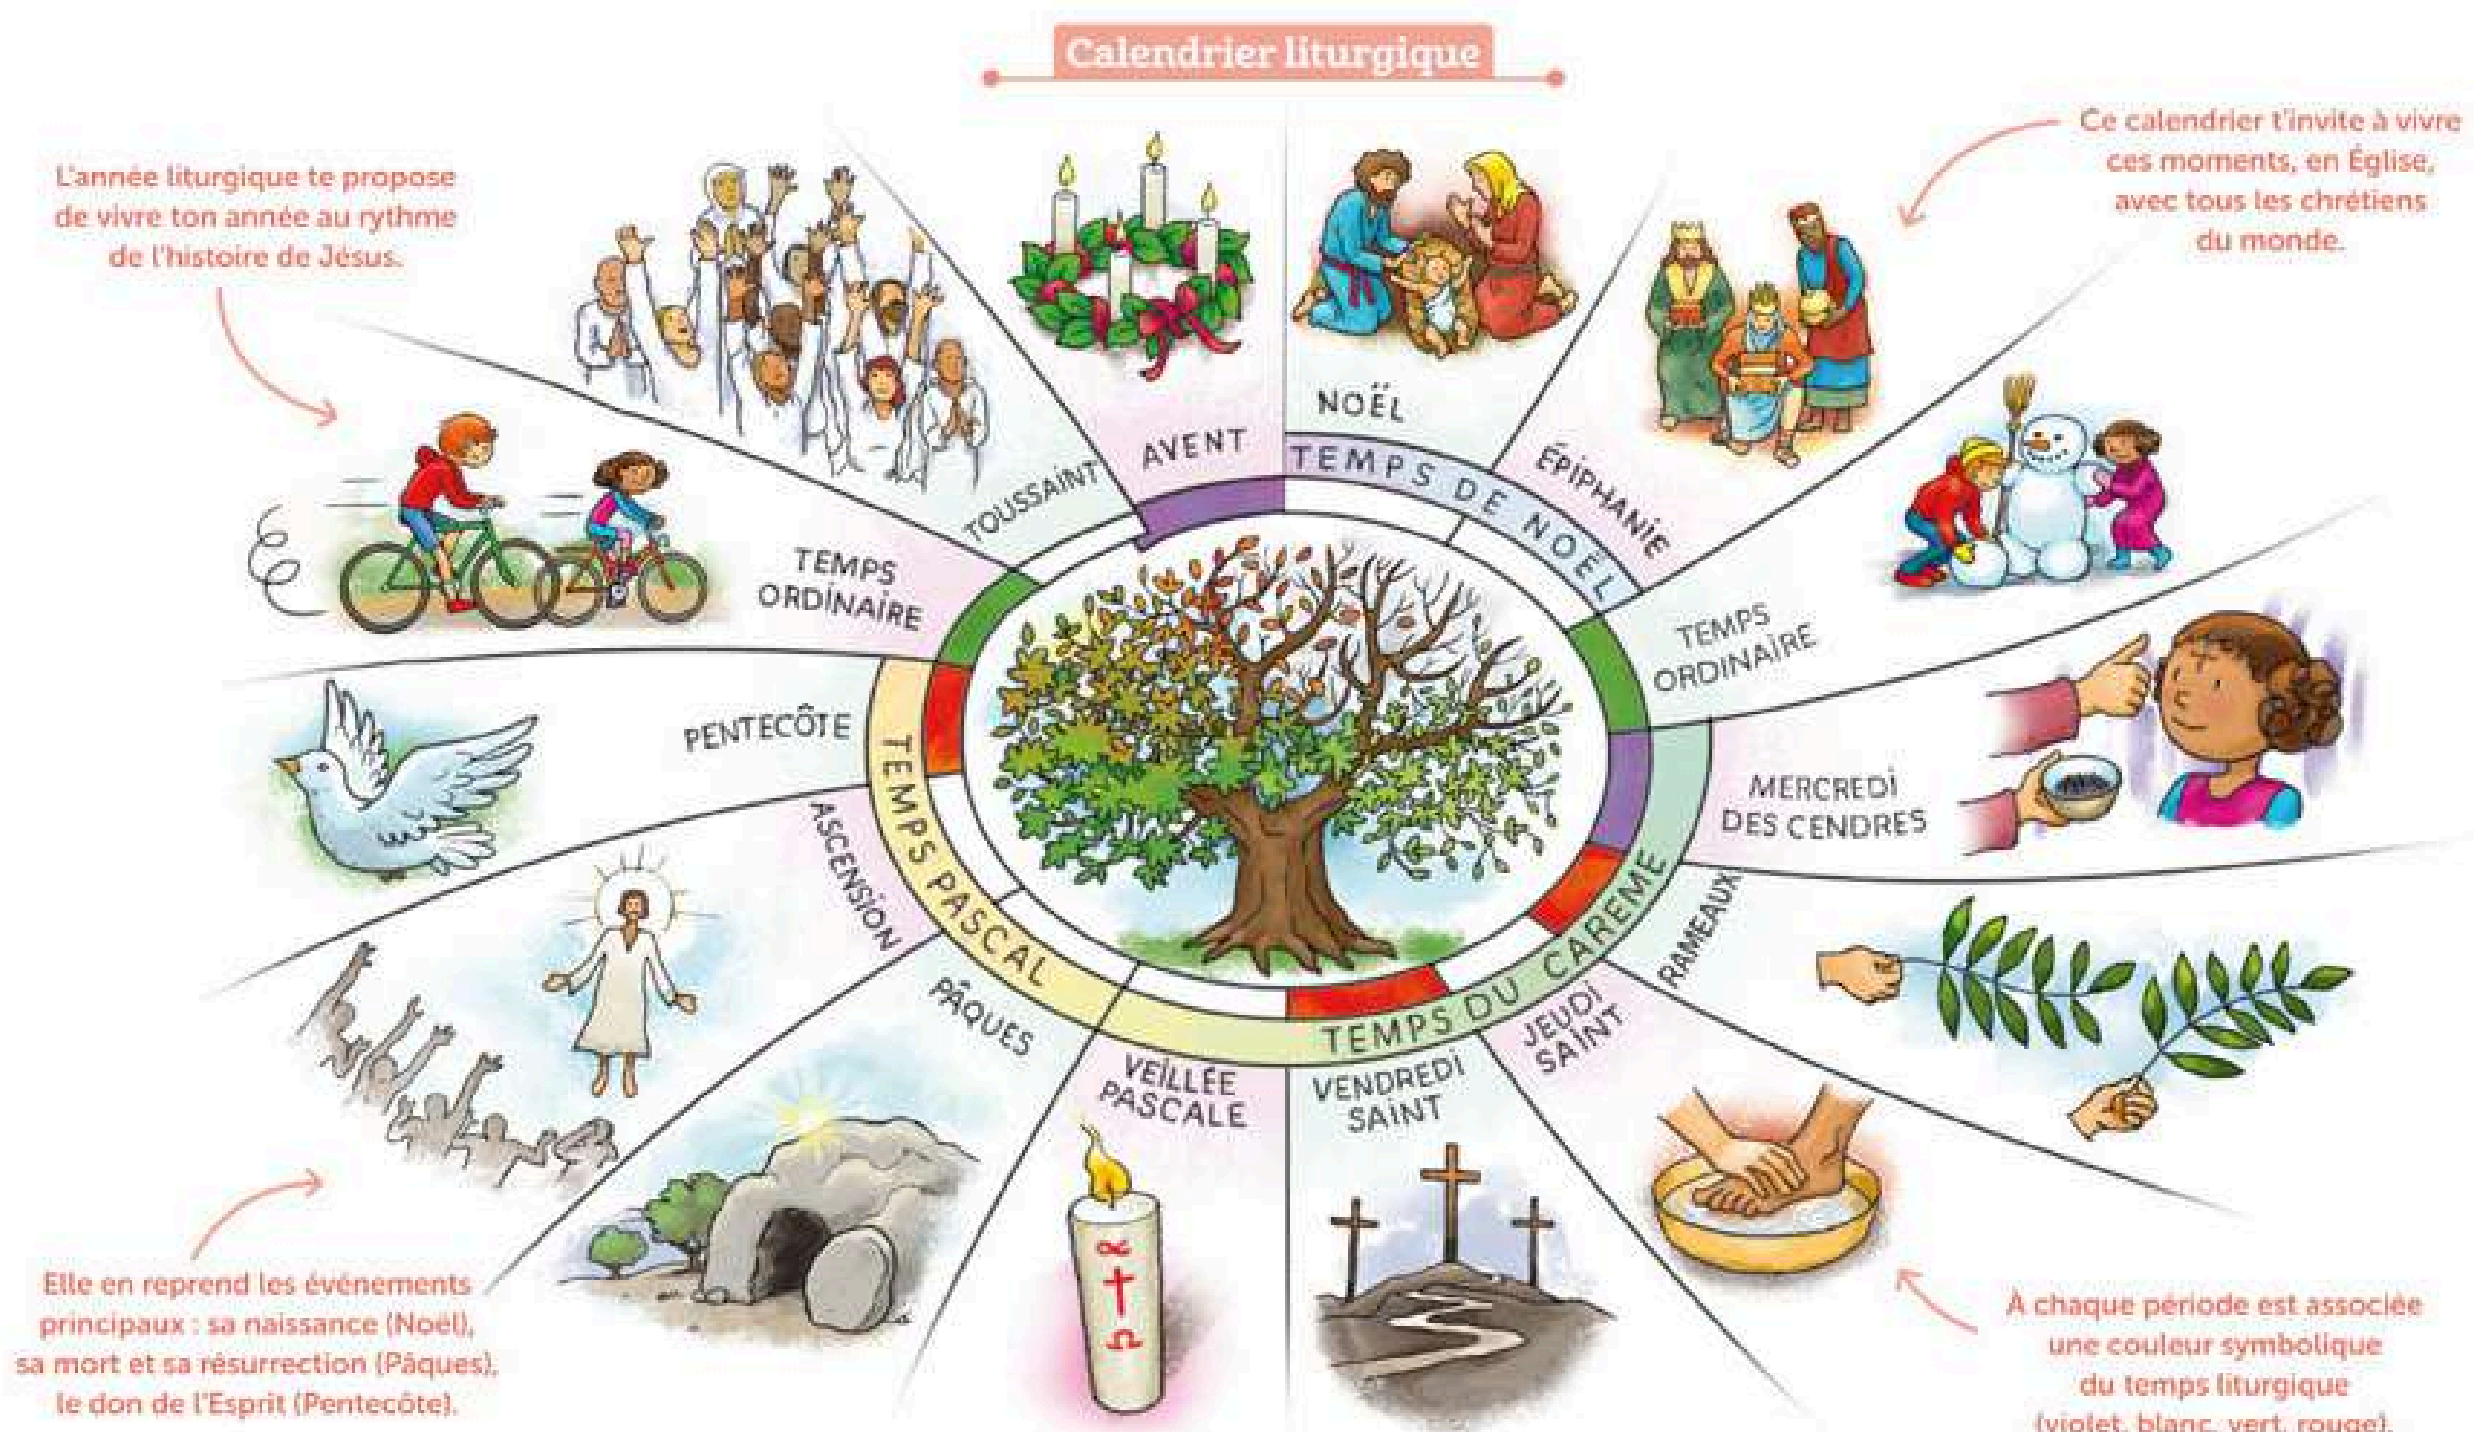 Calendrier liturgique
L'année liturgique te propose
de vivre ton année au rythme
de l'histoire de Jésus.
Ce calendrier t'invite à vivre
ces moments, en Église,
avec tous les chrétiens
du monde.
AVENT
NOËL
TEMPS DE NOËL
ÉPIPHANIE
TEMPS
ORDINAIRE
MERCREDI
DES CENDRES
RAMEAUX
TEMPS DU CAREME
JEUDI
SAINT
VENDREDI
SAINT
VEILLÉE
PASCALE
α
Ω
PÂQUES
TEMPS PASCAL
ASCENSION
PENTECÔTE
TEMPS
ORDINAIRE
TOUSSAINT
Elle en reprend les événements
principaux : sa naissance (Noël),
sa mort et sa résurrection (Pâques),
le don de l'Esprit (Pentecôte).
À chaque période est associée
une couleur symbolique
du temps liturgique
(violet, blanc, vert, rouge).